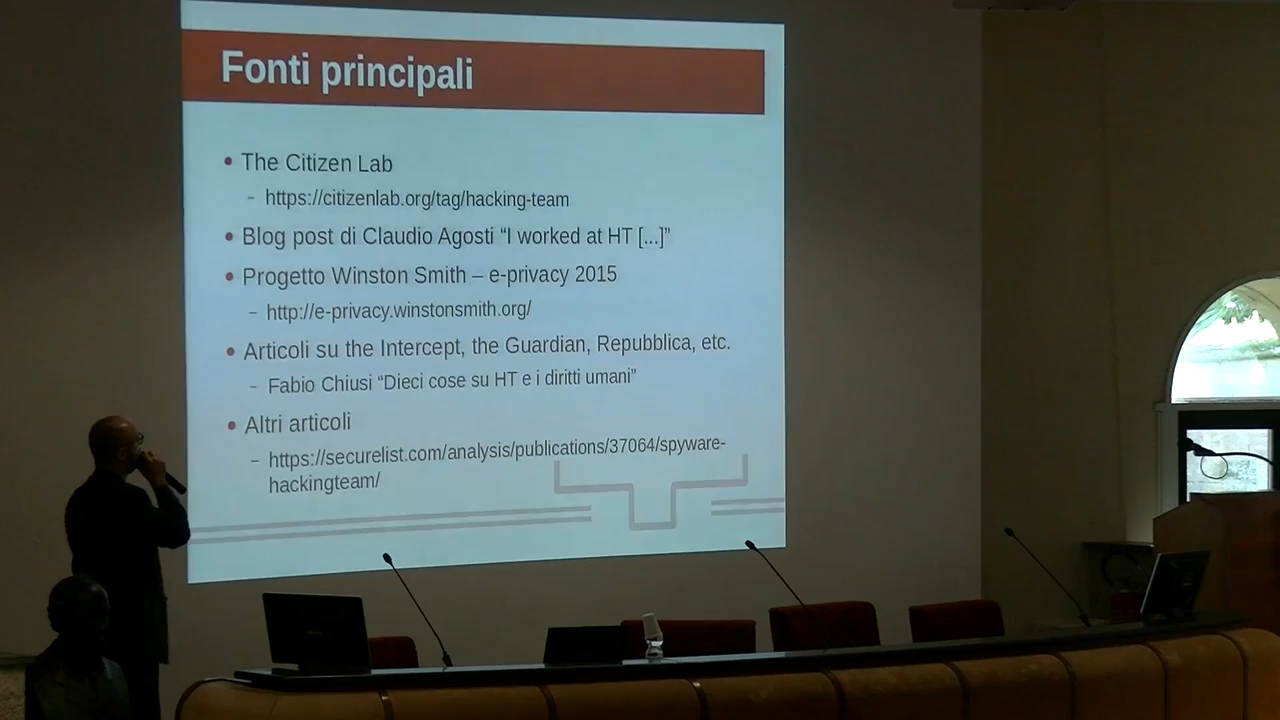 Fonti principali
• The Citizen Lab
– https://citizenlab.org/tag/hacking-team
• Blog post di Claudio Agosti “I worked at HT [...]”
• Progetto Winston Smith – e-privacy 2015
– http://e-privacy.winstonsmith.org/
• Articoli su the Intercept, the Guardian, Repubblica, etc.
– Fabio Chiusi “Dieci cose su HT e i diritti umani”
• Altri articoli
– https://securelist.com/analysis/publications/37064/spyware-
hackingteam/